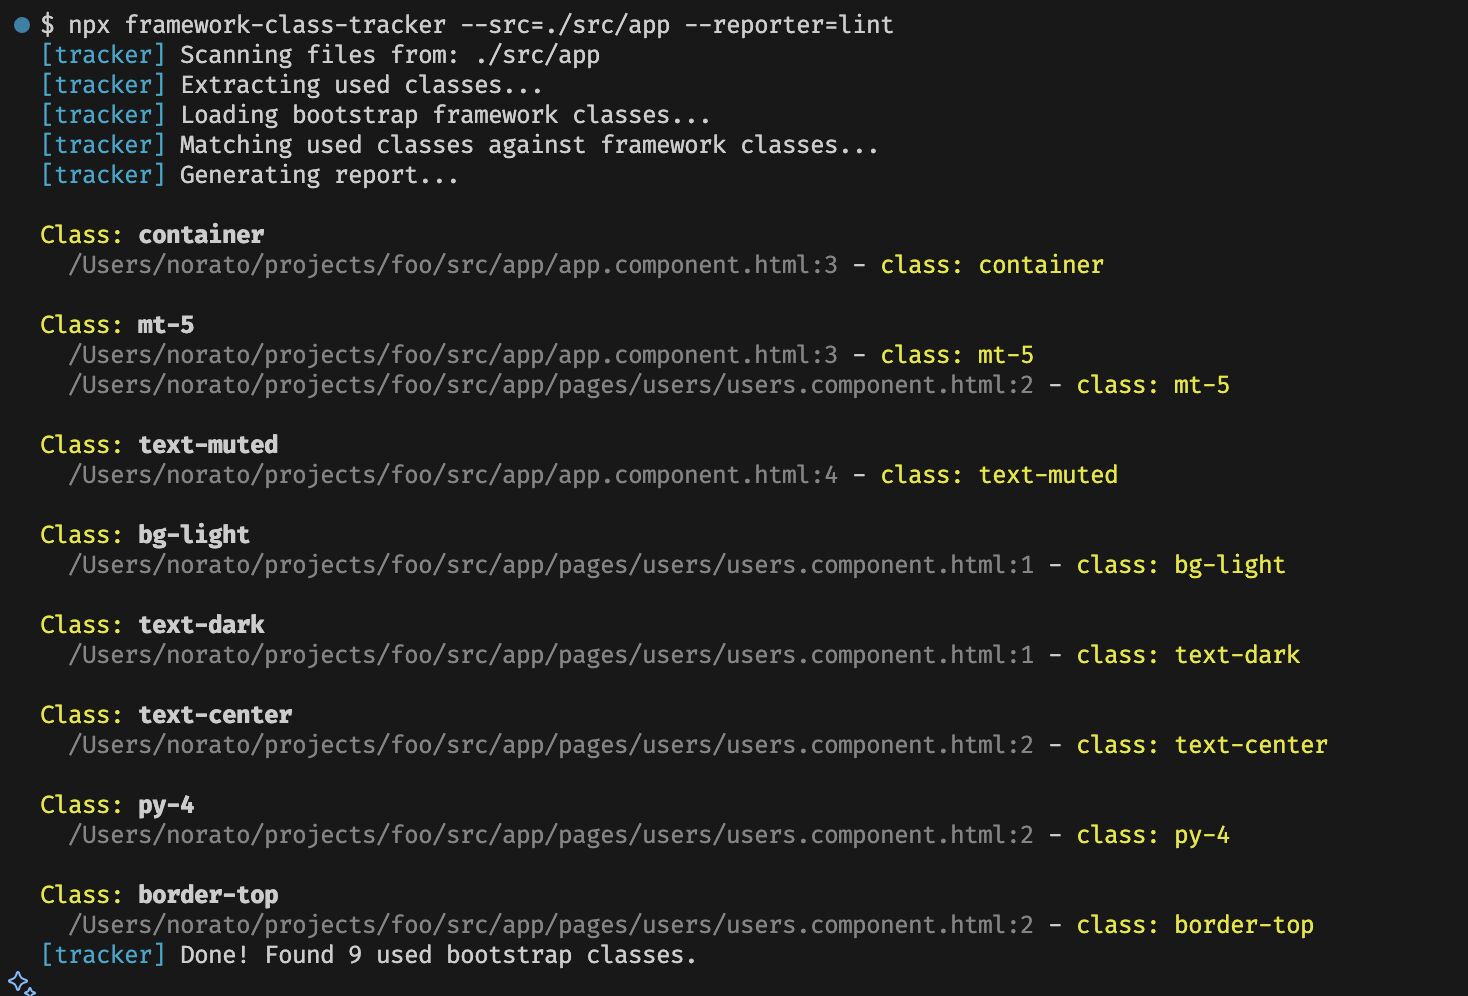 $ npx framework-class-tracker --src=./src/app --reporter=lint
[tracker] Scanning files from: ./src/app
[tracker] Extracting used classes...
[tracker] Loading bootstrap framework classes...
[tracker] Matching used classes against framework classes...
[tracker] Generating report...
Class: container
/Users/norato/projects/foo/src/app/app.component.html:3 - class: container
Class: mt-5
/Users/norato/projects/foo/src/app/app.component.html:3 - class: mt-5
/Users/norato/projects/foo/src/app/pages/users/users.component.html:2 - class: mt-5
Class: text-muted
/Users/norato/projects/foo/src/app/app.component.html:4 - class: text-muted
Class: bg-light
/Users/norato/projects/foo/src/app/pages/users/users.component.html:1 - class: bg-light
Class: text-dark
/Users/norato/projects/foo/src/app/pages/users/users.component.html:1 - class: text-dark
Class: text-center
/Users/norato/projects/foo/src/app/pages/users/users.component.html:2 - class: text-center
Class: py-4
/Users/norato/projects/foo/src/app/pages/users/users.component.html:2 - class: py-4
Class: border-top
/Users/norato/projects/foo/src/app/pages/users/users.component.html:2 - class: border-top
[tracker] Done! Found 9 used bootstrap classes.